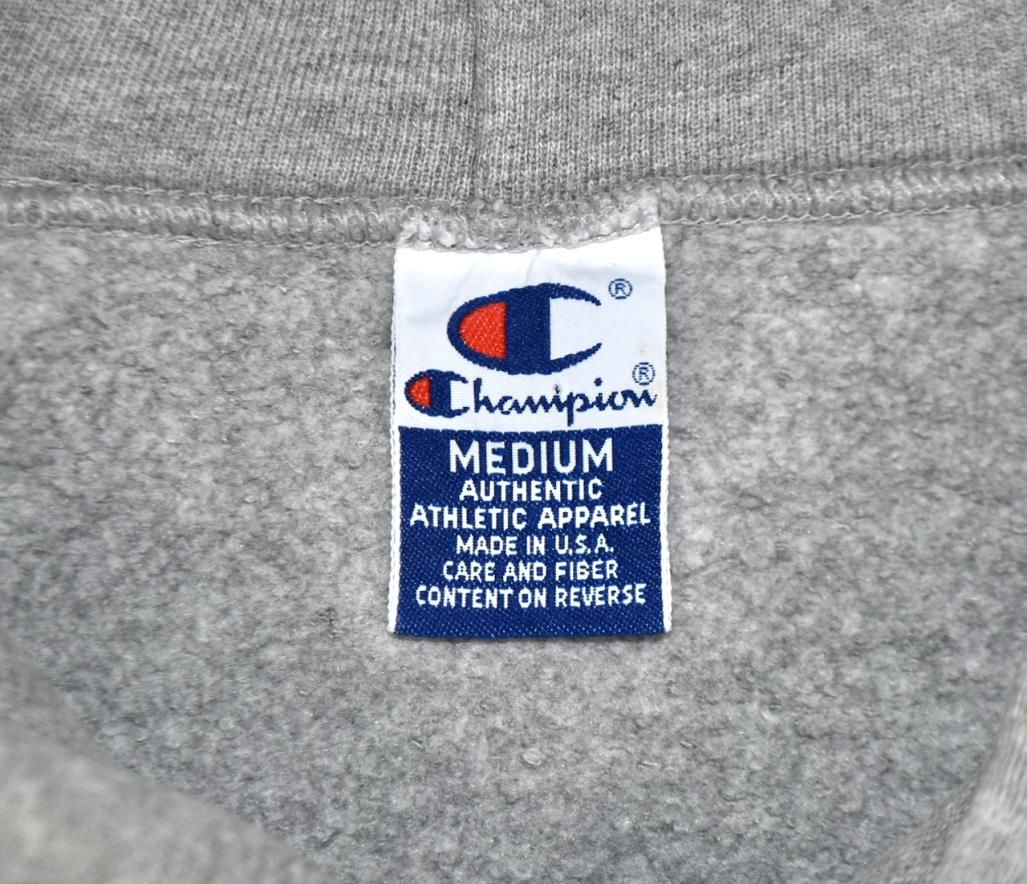 ®
Champion®
MEDIUM
AUTHENTIC
ATHLETIC APPAREL
MADE IN U.S.A.
CARE AND FIBER
CONTENT ON REVERSE